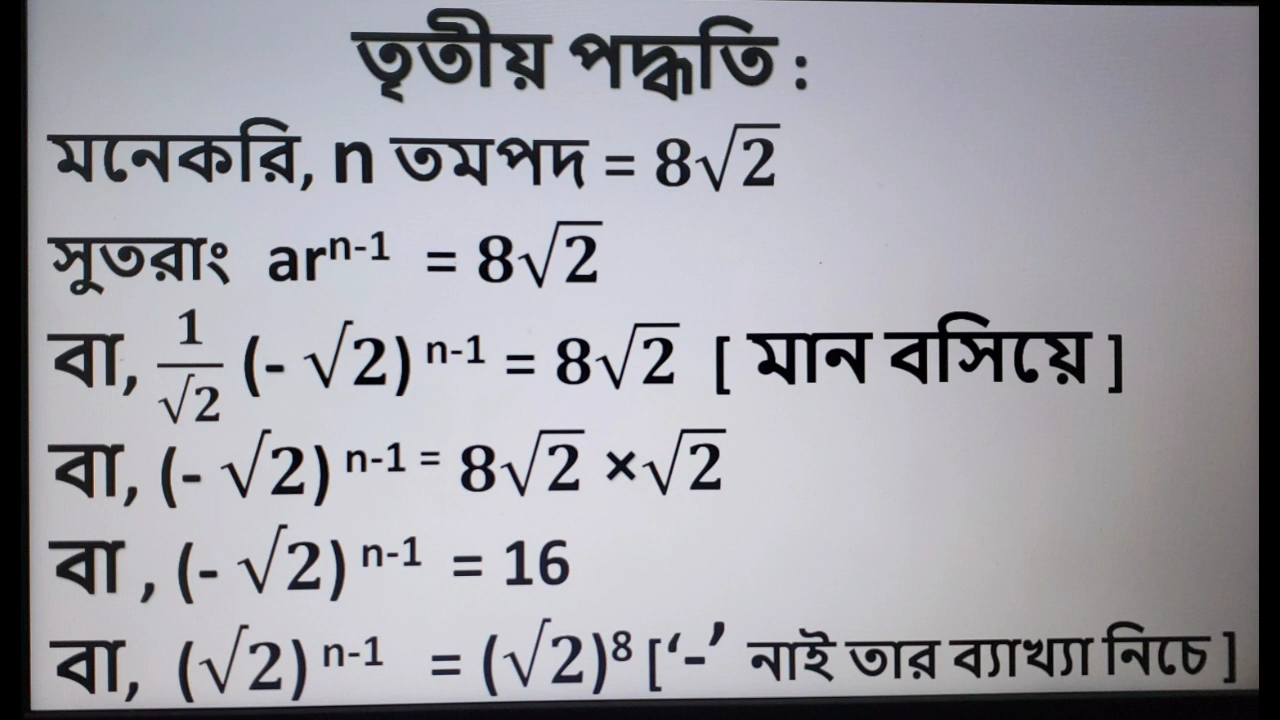 তৃতীয় পদ্ধতি :
মনেকরি, n তমপদ = 8√2
সুতরাং ar^{n-1} = 8√2
বা, \frac{1}{√2} (- √2)^{n-1} = 8√2 [ মান বসিয়ে ]
বা, (- √2)^{n-1} = 8√2 ×√2
বা , (- √2)^{n-1} = 16
বা, (√2)^{n-1} = (√2)^8 [‘-’ নাই তার ব্যাখ্যা নিচে ]